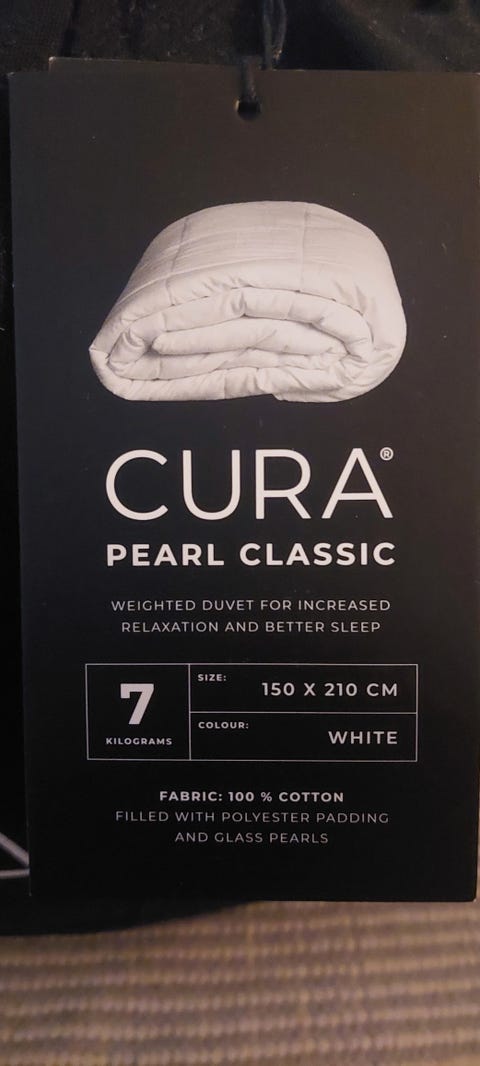 CURA®
PEARL CLASSIC
WEIGHTED DUVET FOR INCREASED
RELAXATION AND BETTER SLEEP
7
KILOGRAMS
SIZE:
150 X 210 CM
COLOUR:
WHITE
FABRIC: 100 % COTTON
FILLED WITH POLYESTER PADDING
AND GLASS PEARLS